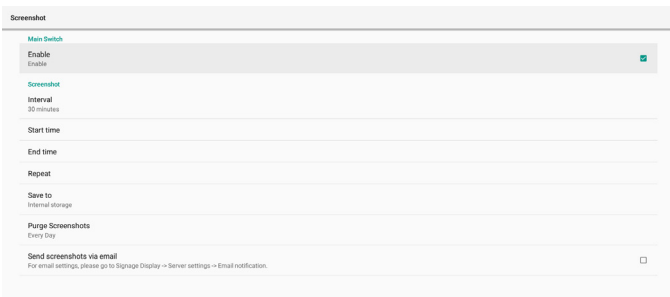 Screenshot
Main Switch
Enable
Enable
Screenshot
Interval
30 minutes
Start time
End time
Repeat
Save to
Internal storage
Purge Screenshots
Every Day
Send screenshots via email
For email settings, please go to Signage Display -> Server settings -> Email notification.